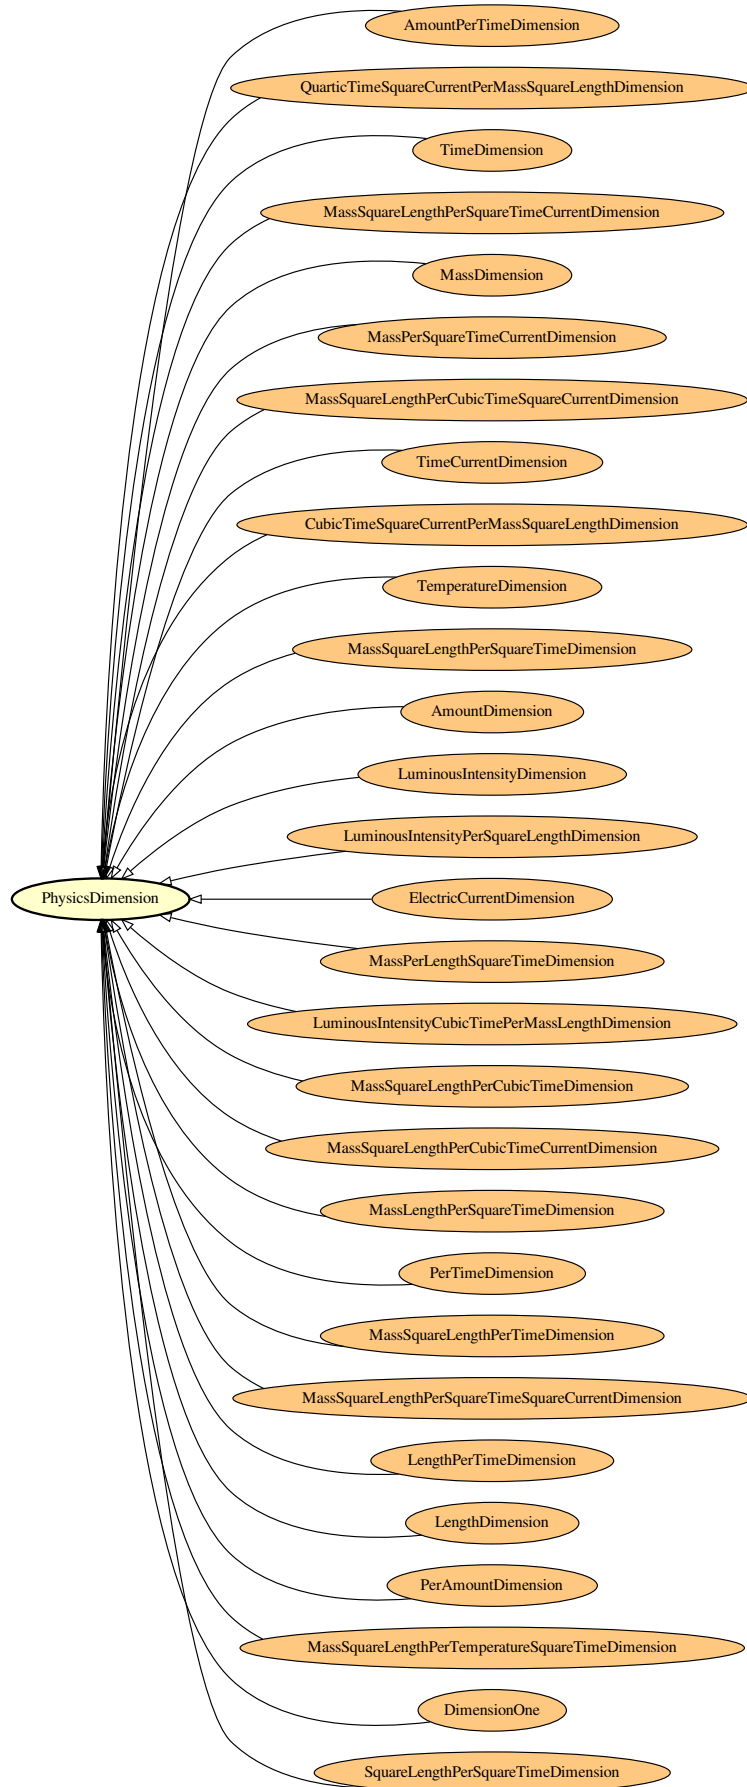 AmountPerTimeDimension
QuarticTimeSquareCurrentPerMassSquareLengthDimension
TimeDimension
MassSquareLengthPerSquareTimeCurrentDimension
MassDimension
MassPerSquareTimeCurrentDimension
MassSquareLengthPerCubicTimeSquareCurrentDimension
TimeCurrentDimension
CubicTimeSquareCurrentPerMassSquareLengthDimension
TemperatureDimension
MassSquareLengthPerSquareTimeDimension
AmountDimension
LuminousIntensityDimension
LuminousIntensityPerSquareLengthDimension
PhysicsDimension
ElectricCurrentDimension
MassPerLengthSquareTimeDimension
LuminousIntensityCubicTimePerMassLengthDimension
MassSquareLengthPerCubicTimeDimension
MassSquareLengthPerCubicTimeCurrentDimension
MassLengthPerSquareTimeDimension
PerTimeDimension
MassSquareLengthPerTimeDimension
MassSquareLengthPerSquareTimeSquareCurrentDimension
LengthPerTimeDimension
LengthDimension
PerAmountDimension
MassSquareLengthPerTemperatureSquareTimeDimension
DimensionOne
SquareLengthPerSquareTimeDimension